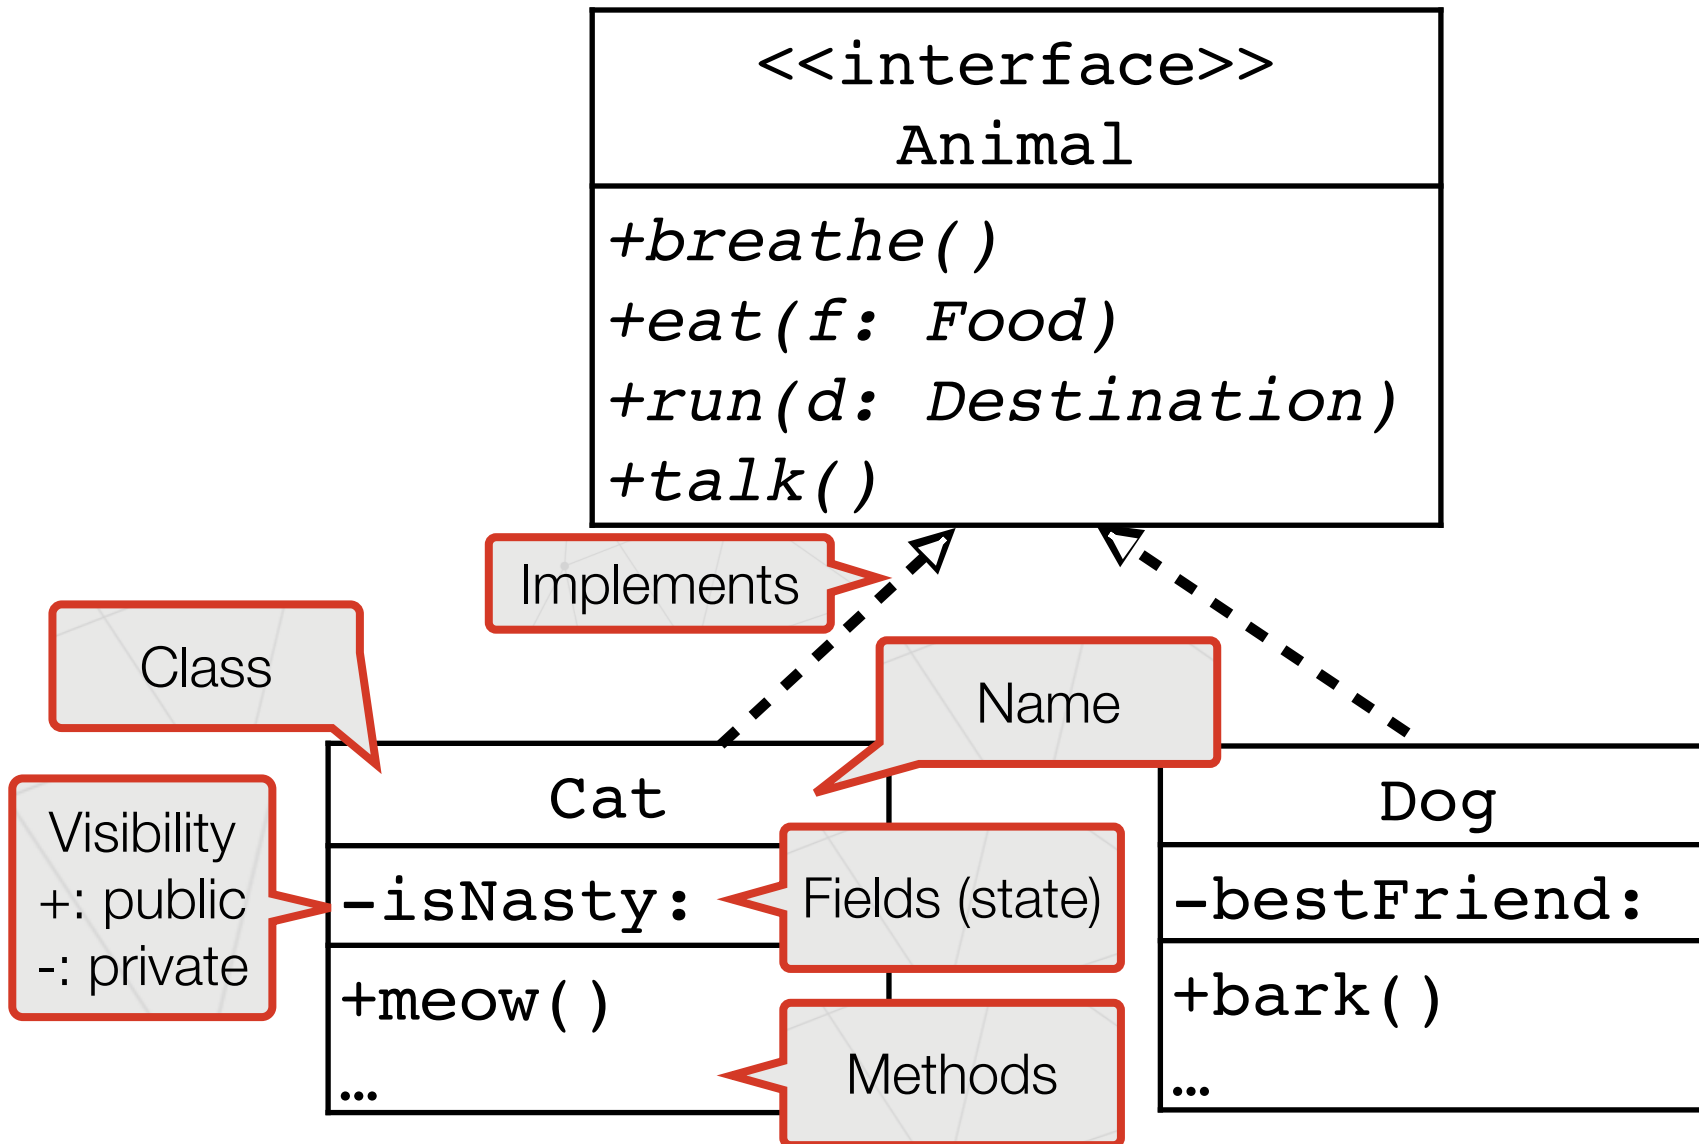 <<interface>>
Animal
+breathe()
+eat(f: Food)
+run(d: Destination)
+talk()
Implements
Class
Name
Visibility
+: public
-: private
Cat
-isNasty:
Fields (state)
+meow()
…
Methods
Dog
-bestFriend:
+bark()
…